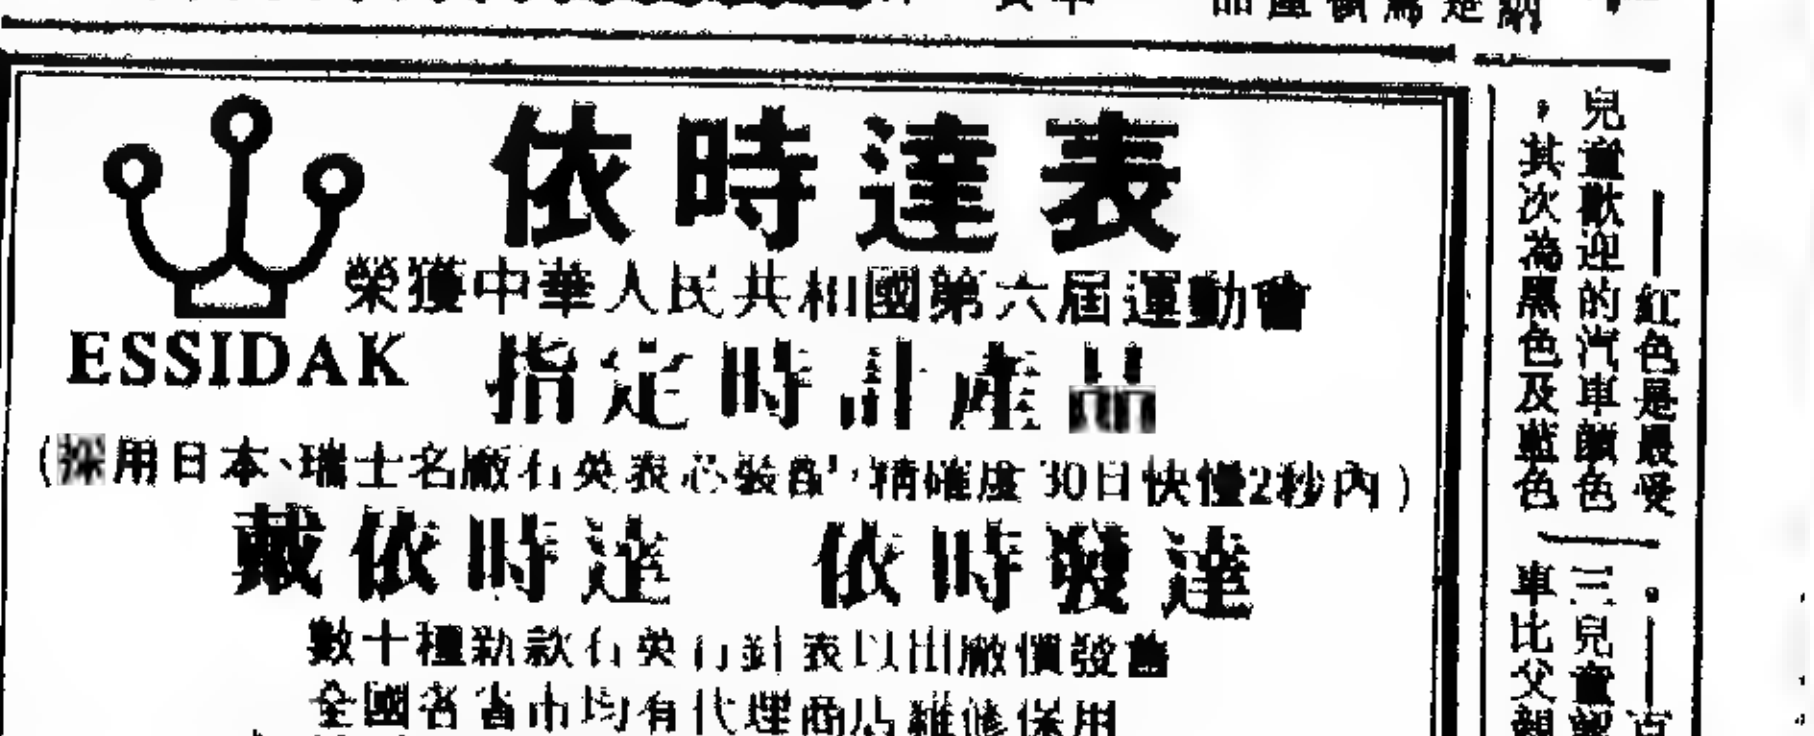 依時達表
榮獲中華人民共和國第六屆運動會
ESSIDAK
指定時計產品
(採用日本、瑞士名廠石英表芯裝配,精確度30日快慢2秒內)
戴依時達 依時發達
數十種新款石英行針表以出廠價發售
全國各省市均有代理商店維修保用
——紅色是最受
兒童歡迎的汽車顏色
,其次為黑色及藍色
。——
三兒童
車比父親